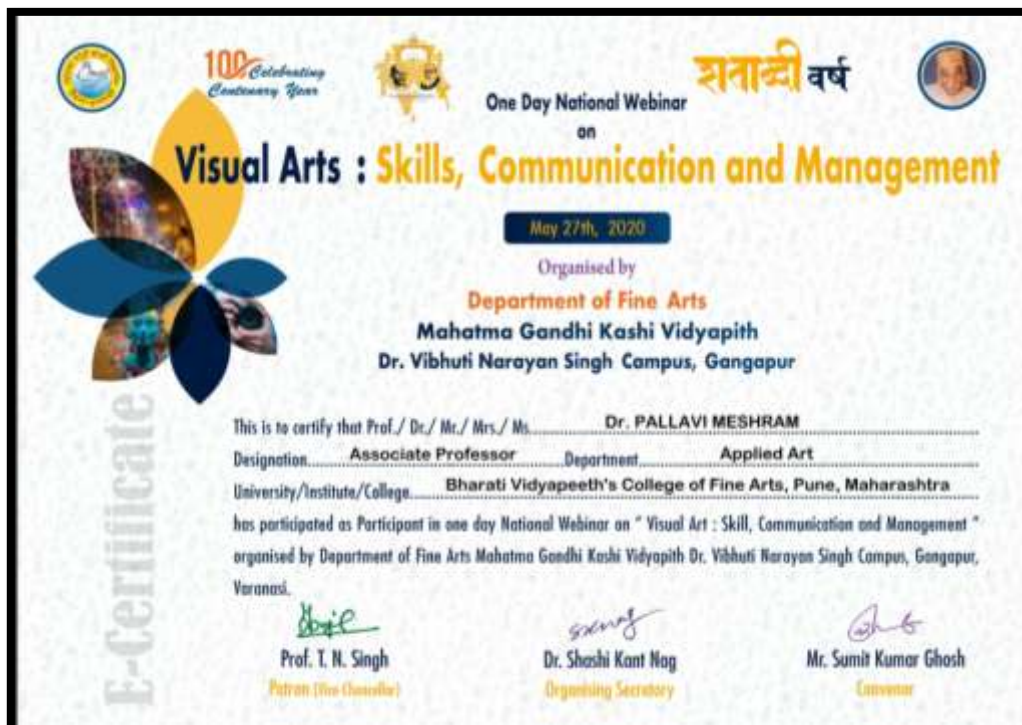 100 Celebrating
Centenary Year
शताब्दी वर्ष
One Day National Webinar
on
Visual Arts : Skills, Communication and Management
May 27th, 2020
Organised by
Department of Fine Arts
Mahatma Gandhi Kashi Vidyapith
Dr. Vibhuti Narayan Singh Campus, Gangapur
E-Certificate
This is to certify that Prof./ Dr./ Mr./ Mrs./ Ms. Dr. PALLAVI MESHRAM
Designation Associate Professor Department Applied Art
University/Institute/College Bharati Vidyapeeth's College of Fine Arts, Pune, Maharashtra
has participated as Participant in one day National Webinar on " Visual Art : Skill, Communication and Management "
organised by Department of Fine Arts Mahatma Gandhi Kashi Vidyapith Dr. Vibhuti Narayan Singh Campus, Gangapur,
Varanasi.
Prof. T. N. Singh Dr. Shashi Kant Nag Mr. Sumit Kumar Ghosh
Patron (Vice Chancellor) Organising Secretary Convenor